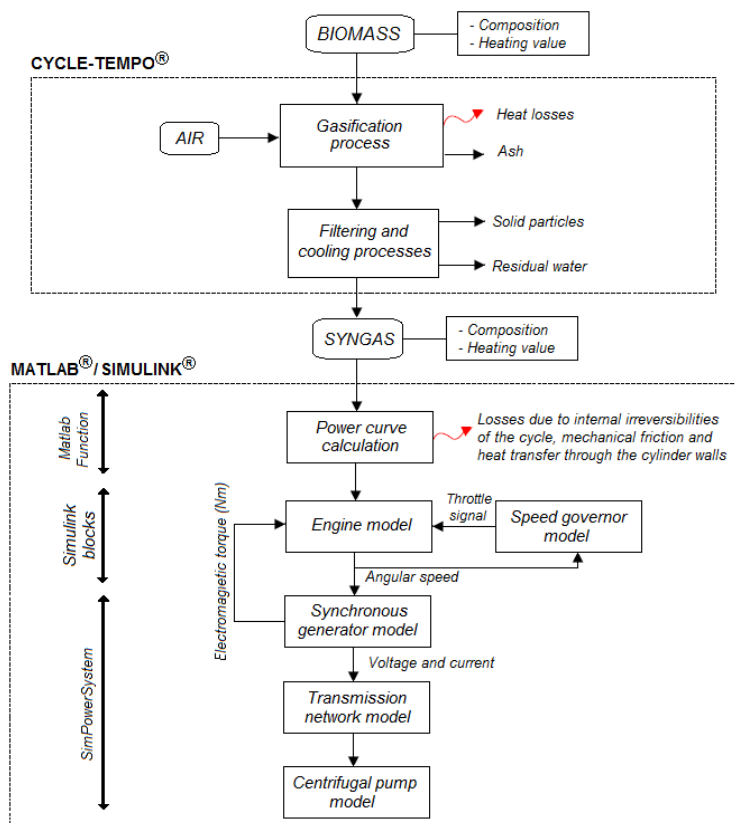 BIOMASS
- Composition
- Heating value
CYCLE-TEMPO®
AIR
Gasification
process
Heat losses
Ash
Filtering and
cooling processes
Solid particles
Residual water
SYNGAS
- Composition
- Heating value
MATLAB®/ SIMULINK®
Matlab
Function
Power curve
calculation
Losses due to internal irreversibilities
of the cycle, mechanical friction and
heat transfer through the cylinder walls
Simulink
blocks
Electromagietic torque (Nm)
Engine model
Throttle
signal
Speed governor
model
Angular speed
SimPowerSystem
Synchronous
generator model
Voltage and current
Transmission
network model
Centrifugal pump
model